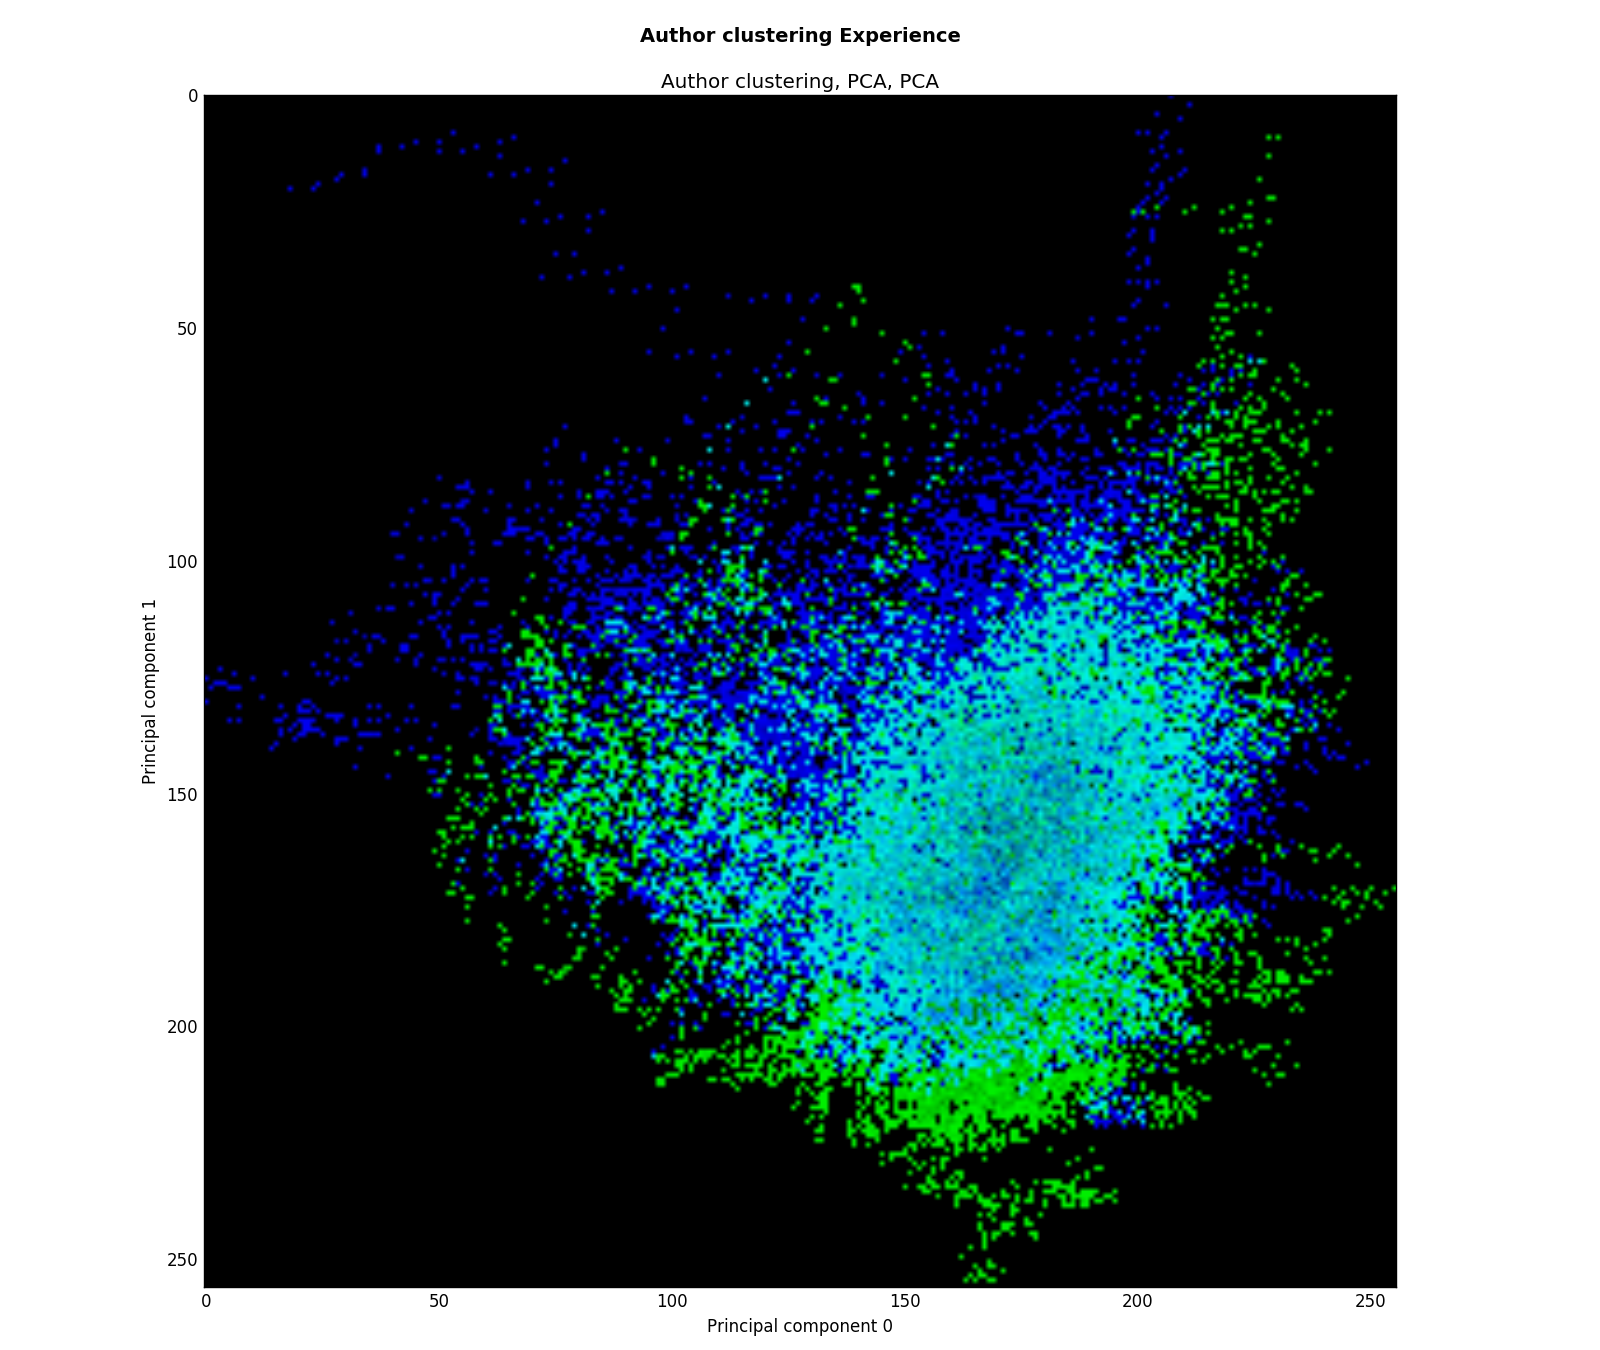 Author clustering Experience
Author clustering, PCA, PCA
0
50
100
150
200
250
Principal component 1
0 50 100 150 200 250
Principal component 0